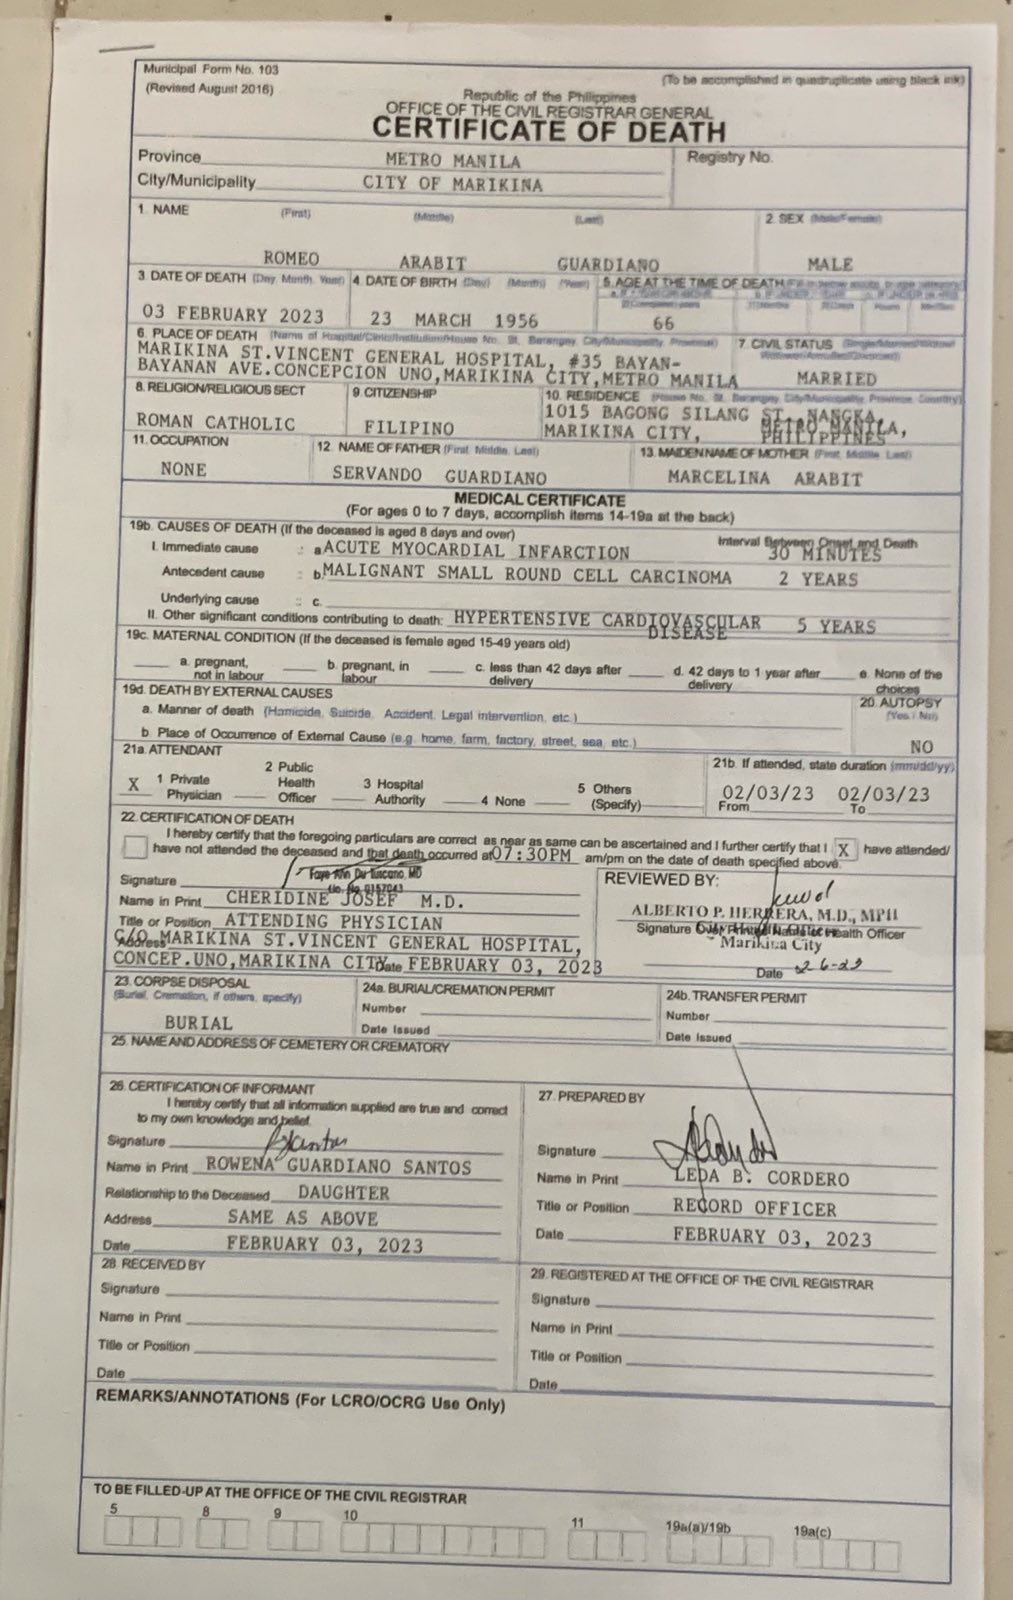 Municipal Form No. 103
(To be accomplished in quadruplicate using black ink)
(Revised August 2016)
Republic of the Philippines
OFFICE OF THE CIVIL REGISTRAR GENERAL
CERTIFICATE OF DEATH
Province METRO MANILA
Registry No.
City/Municipality CITY OF MARIKINA
1. NAME (First) (Middle) (Last)
2. SEX (Male/Female)
ROMEO ARABIT GUARDIANO MALE
3. DATE OF DEATH (Day, Month, Year) 4. DATE OF BIRTH (Day) (Month) (Year) 5. AGE AT THE TIME OF DEATH
03 FEBRUARY 2023 23 MARCH 1956 66
6. PLACE OF DEATH (Name of Hospital/Clinic/Institution/House No. St. Barangay, City/Municipality, Province)
7. CIVIL STATUS
MARIKINA ST.VINCENT GENERAL HOSPITAL, #35 BAYAN-
BAYANAN AVE.CONCEPCION UNO,MARIKINA CITY,METRO MANILA MARRIED
8. RELIGION/RELIGIOUS SECT 9. CITIZENSHIP 10. RESIDENCE (House No. St. Barangay, City/Municipality, Province, Country)
1015 BAGONG SILANG ST., NANGKA,
ROMAN CATHOLIC FILIPINO MARIKINA CITY, METRO MANILA,
PHILIPPINES
11. OCCUPATION 12. NAME OF FATHER (First, Middle, Last) 13. MAIDEN NAME OF MOTHER (First, Middle, Last)
NONE SERVANDO GUARDIANO MARCELINA ARABIT
MEDICAL CERTIFICATE
(For ages 0 to 7 days, accomplish items 14-19a at the back)
19b. CAUSES OF DEATH (If the deceased is aged 8 days and over) Interval Between Onset and Death
I. Immediate cause : a. ACUTE MYOCARDIAL INFARCTION 30 MINUTES
Antecedent cause : b. MALIGNANT SMALL ROUND CELL CARCINOMA 2 YEARS
Underlying cause : c.
II. Other significant conditions contributing to death: HYPERTENSIVE CARDIOVASCULAR 5 YEARS
DISEASE
19c. MATERNAL CONDITION (If the deceased is female aged 15-49 years old)
a. pregnant, b. pregnant, in c. less than 42 days after d. 42 days to 1 year after e. None of the
not in labour labour delivery delivery choices
19d. DEATH BY EXTERNAL CAUSES 20. AUTOPSY
a. Manner of death (Homicide, Suicide, Accident, Legal intervention, etc.) (Yes / No)
b. Place of Occurrence of External Cause (e.g. home, farm, factory, street, sea, etc.) NO
21a. ATTENDANT 21b. If attended, state duration (mm/dd/yy)
X 1 Private 2 Public 3 Hospital 4 None 5 Others
Physician Health Authority (Specify)
Officer
02/03/23 02/03/23
From To
22. CERTIFICATION OF DEATH
I hereby certify that the foregoing particulars are correct as near as same can be ascertained and I further certify that I X have attended/
have not attended the deceased and that death occurred at 07:30PM am/pm on the date of death specified above.
Signature REVIEWED BY:
Name in Print CHERIDINE JOSEF M.D.
ALBERTO P. HERRERA, M.D., MPH
Title or Position ATTENDING PHYSICIAN Signature Over Printed Name of Health Officer
Marikina City
Address C/O MARIKINA ST.VINCENT GENERAL HOSPITAL,
CONCEP.UNO,MARIKINA CITY Date FEBRUARY 03, 2023 Date 2-6-23
23. CORPSE DISPOSAL 24a. BURIAL/CREMATION PERMIT 24b. TRANSFER PERMIT
(Burial, Cremation, if others, specify) Number Number
BURIAL Date Issued Date Issued
25. NAME AND ADDRESS OF CEMETERY OR CREMATORY
26. CERTIFICATION OF INFORMANT
I hereby certify that all information supplied are true and correct
to my own knowledge and belief.
Signature
Name in Print ROWENA GUARDIANO SANTOS
Relationship to the Deceased DAUGHTER
Address SAME AS ABOVE
Date FEBRUARY 03, 2023
27. PREPARED BY
Signature
Name in Print LEDA B. CORDERO
Title or Position RECORD OFFICER
Date FEBRUARY 03, 2023
28. RECEIVED BY
Signature
Name in Print
Title or Position
Date
29. REGISTERED AT THE OFFICE OF THE CIVIL REGISTRAR
Signature
Name in Print
Title or Position
Date
REMARKS/ANNOTATIONS (For LCRO/OCRG Use Only)
TO BE FILLED-UP AT THE OFFICE OF THE CIVIL REGISTRAR
5 8 9 10 11 19a(a)/19b 19a(c)